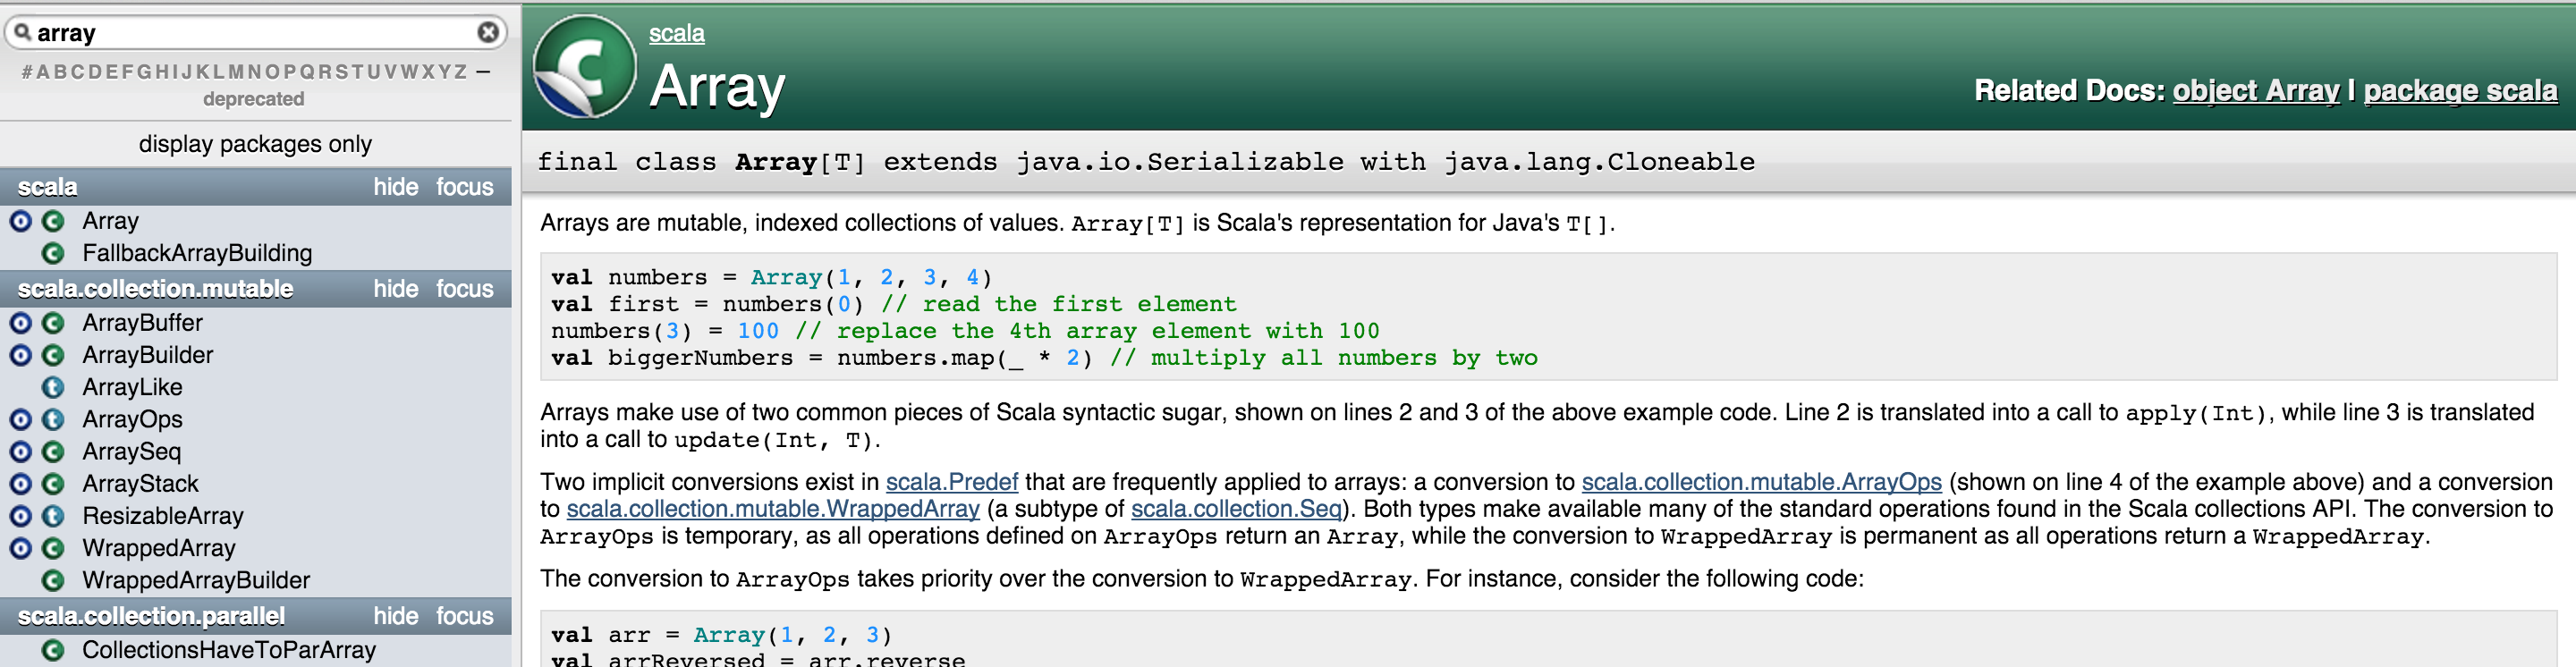 array
#ABCDEFGHIJKLMNOPQRSTUVWXYZ –
deprecated
display packages only
scala hide focus
Array
FallbackArrayBuilding
scala.collection.mutable hide focus
ArrayBuffer
ArrayBuilder
ArrayLike
ArrayOps
ArraySeq
ArrayStack
ResizableArray
WrappedArray
WrappedArrayBuilder
scala.collection.parallel hide focus
CollectionsHaveToParArray
scala
Array
Related Docs: object Array | package scala
final class Array[T] extends java.io.Serializable with java.lang.Cloneable
Arrays are mutable, indexed collections of values. Array[T] is Scala's representation for Java's T[].
val numbers = Array(1, 2, 3, 4)
val first = numbers(0) // read the first element
numbers(3) = 100 // replace the 4th array element with 100
val biggerNumbers = numbers.map(_ * 2) // multiply all numbers by two
Arrays make use of two common pieces of Scala syntactic sugar, shown on lines 2 and 3 of the above example code. Line 2 is translated into a call to apply(Int), while line 3 is translated
into a call to update(Int, T).
Two implicit conversions exist in scala.Predef that are frequently applied to arrays: a conversion to scala.collection.mutable.ArrayOps (shown on line 4 of the example above) and a conversion
to scala.collection.mutable.WrappedArray (a subtype of scala.collection.Seq). Both types make available many of the standard operations found in the Scala collections API. The conversion to
ArrayOps is temporary, as all operations defined on ArrayOps return an Array, while the conversion to WrappedArray is permanent as all operations return a WrappedArray.
The conversion to ArrayOps takes priority over the conversion to WrappedArray. For instance, consider the following code:
val arr = Array(1, 2, 3)
val arrReversed = arr.reverse